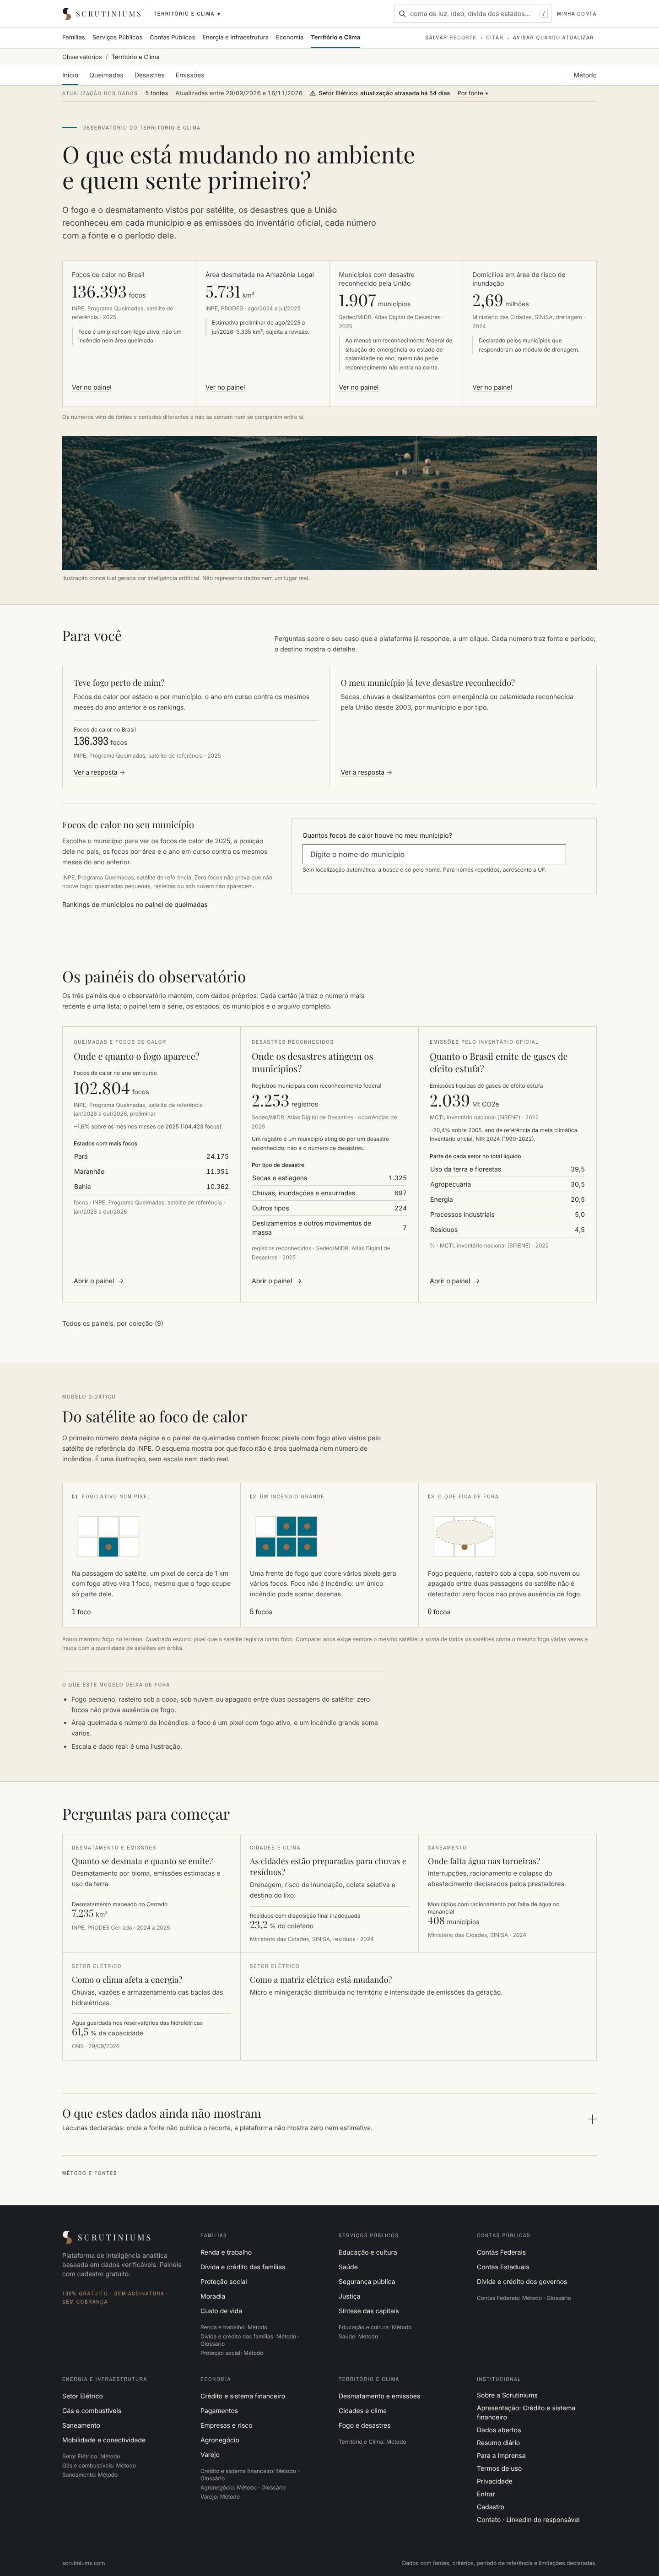 SCRUTINIUMS
TERRITÓRIO E CLIMA ▾
conta de luz, Ideb, dívida dos estados...
/
MINHA CONTA
Famílias
Serviços Públicos
Contas Públicas
Energia e Infraestrutura
Economia
Território e Clima
SALVAR RECORTE
CITAR
AVISAR QUANDO ATUALIZAR
Observatórios / Território e Clima
Início
Queimadas
Desastres
Emissões
Método
ATUALIZAÇÃO DOS DADOS
5 fontes
Atualizadas entre 29/09/2026 e 16/11/2026
Setor Elétrico: atualização atrasada há 54 dias
Por fonte +
OBSERVATÓRIO DO TERRITÓRIO E CLIMA
O que está mudando no ambiente
e quem sente primeiro?
O fogo e o desmatamento vistos por satélite, os desastres que a União
reconheceu em cada município e as emissões do inventário oficial, cada número
com a fonte e o período dele.
Focos de calor no Brasil
136.393 focos
INPE, Programa Queimadas, satélite de
referência · 2025
Foco é um pixel com fogo ativo, não um
incêndio nem área queimada.
Ver no painel
Área desmatada na Amazônia Legal
5.731 km²
INPE, PRODES · ago/2024 a jul/2025
Estimativa preliminar de ago/2025 a
jul/2026: 3.335 km², sujeita a revisão.
Ver no painel
Municípios com desastre
reconhecido pela União
1.907 municípios
Sedec/MIDR, Atlas Digital de Desastres ·
2025
Ao menos um reconhecimento federal de
situação de emergência ou estado de
calamidade no ano; quem não pede
reconhecimento não entra na conta.
Ver no painel
Domicílios em área de risco de
inundação
2,69 milhões
Ministério das Cidades, SINISA, drenagem ·
2024
Declarado pelos municípios que
responderam ao módulo de drenagem.
Ver no painel
Os números vêm de fontes e períodos diferentes e não se somam nem se comparam entre si.
Ilustração conceitual gerada por inteligência artificial. Não representa dados nem um lugar real.
Para você
Perguntas sobre o seu caso que a plataforma já responde, a um clique. Cada número traz fonte e período;
o destino mostra o detalhe.
Teve fogo perto de mim?
Focos de calor por estado e por município, o ano em curso contra os mesmos
meses do ano anterior e os rankings.
Focos de calor no Brasil
136.393 focos
INPE, Programa Queimadas, satélite de referência · 2025
Ver a resposta →
O meu município já teve desastre reconhecido?
Secas, chuvas e deslizamentos com emergência ou calamidade reconhecida
pela União desde 2003, por município e por tipo.
Ver a resposta →
Focos de calor no seu município
Escolha o município para ver os focos de calor de 2025, a posição
dele no país, os focos por área e o ano em curso contra os mesmos
meses do ano anterior.
INPE, Programa Queimadas, satélite de referência. Zero focos não prova que não
houve fogo: queimadas pequenas, rasteiras ou sob nuvem não aparecem.
Rankings de municípios no painel de queimadas
Quantos focos de calor houve no meu município?
Digite o nome do município
Sem localização automática: a busca é só pelo nome. Para nomes repetidos, acrescente a UF.
Os painéis do observatório
Os três painéis que o observatório mantém, com dados próprios. Cada cartão já traz o número mais
recente e uma lista; o painel tem a série, os estados, os municípios e o arquivo completo.
QUEIMADAS E FOCOS DE CALOR
Onde e quanto o fogo aparece?
Focos de calor no ano em curso
102.804 focos
INPE, Programa Queimadas, satélite de referência ·
jan/2026 a out/2026, preliminar
−1,6% sobre os mesmos meses de 2025 (104.423 focos).
Estados com mais focos
Pará 24.175
Maranhão 11.351
Bahia 10.362
focos · INPE, Programa Queimadas, satélite de referência ·
jan/2026 a out/2026
Abrir o painel →
DESASTRES RECONHECIDOS
Onde os desastres atingem os
municípios?
Registros municipais com reconhecimento federal
2.253 registros
Sedec/MIDR, Atlas Digital de Desastres · ocorrências de
2025
Um registro é um município atingido por um desastre
reconhecido; não é o número de desastres.
Por tipo de desastre
Secas e estiagens 1.325
Chuvas, inundações e enxurradas 697
Outros tipos 224
Deslizamentos e outros movimentos de
massa 7
registros reconhecidos · Sedec/MIDR, Atlas Digital de
Desastres · 2025
Abrir o painel →
EMISSÕES PELO INVENTÁRIO OFICIAL
Quanto o Brasil emite de gases de
efeito estufa?
Emissões líquidas de gases de efeito estufa
2.039 Mt CO2e
MCTI, inventário nacional (SIRENE) · 2022
−20,4% sobre 2005, ano de referência da meta climática.
Inventário oficial, NIR 2024 (1990-2022).
Parte de cada setor no total líquido
Uso da terra e florestas 39,5
Agropecuária 30,5
Energia 20,5
Processos industriais 5,0
Resíduos 4,5
% · MCTI, inventário nacional (SIRENE) · 2022
Abrir o painel →
Todos os painéis, por coleção (9)
MODELO DIDÁTICO
Do satélite ao foco de calor
O primeiro número desta página e o painel de queimadas contam focos: pixels com fogo ativo vistos pelo
satélite de referência do INPE. O esquema mostra por que foco não é área queimada nem número de
incêndios. É uma ilustração, sem escala nem dado real.
01 FOGO ATIVO NUM PIXEL
Na passagem do satélite, um pixel de cerca de 1 km
com fogo ativo vira 1 foco, mesmo que o fogo ocupe
só parte dele.
1 foco
02 UM INCÊNDIO GRANDE
Uma frente de fogo que cobre vários pixels gera
vários focos. Foco não é incêndio: um único
incêndio pode somar dezenas.
5 focos
03 O QUE FICA DE FORA
Fogo pequeno, rasteiro sob a copa, sob nuvem ou
apagado entre duas passagens do satélite não é
detectado: zero focos não prova ausência de fogo.
0 focos
Ponto marrom: fogo no terreno. Quadrado escuro: pixel que o satélite registra como foco. Comparar anos exige sempre o mesmo satélite: a soma de todos os satélites conta o mesmo fogo várias vezes e
muda com a quantidade de satélites em órbita.
O QUE ESTE MODELO DEIXA DE FORA
• Fogo pequeno, rasteiro sob a copa, sob nuvem ou apagado entre duas passagens do satélite: zero
focos não prova ausência de fogo.
• Área queimada e número de incêndios: o foco é um pixel com fogo ativo, e um incêndio grande soma
vários.
• Escala e dado real: é uma ilustração.
Perguntas para começar
DESMATAMENTO E EMISSÕES
Quanto se desmata e quanto se emite?
Desmatamento por bioma, emissões estimadas e
uso da terra.
Desmatamento mapeado no Cerrado
7.235 km²
INPE, PRODES Cerrado · 2024 a 2025
CIDADES E CLIMA
As cidades estão preparadas para chuvas e
resíduos?
Drenagem, risco de inundação, coleta seletiva e
destino do lixo.
Resíduos com disposição final inadequada
23,2 % do coletado
Ministério das Cidades, SINISA, resíduos · 2024
SANEAMENTO
Onde falta água nas torneiras?
Interrupções, racionamento e colapso do
abastecimento declarados pelos prestadores.
Municípios com racionamento por falta de água no
manancial
408 municípios
Ministério das Cidades, SINISA · 2024
SETOR ELÉTRICO
Como o clima afeta a energia?
Chuvas, vazões e armazenamento das bacias das
hidrelétricas.
Água guardada nos reservatórios das hidrelétricas
61,5 % da capacidade
ONS · 29/09/2026
SETOR ELÉTRICO
Como a matriz elétrica está mudando?
Micro e minigeração distribuída no território e intensidade de emissões da geração.
O que estes dados ainda não mostram
Lacunas declaradas: onde a fonte não publica o recorte, a plataforma não mostra zero nem estimativa.
MÉTODO E FONTES
SCRUTINIUMS
Plataforma de inteligência analítica
baseada em dados verificáveis. Painéis
com cadastro gratuito.
100% GRATUITO · SEM ASSINATURA ·
SEM COBRANÇA
FAMÍLIAS
Renda e trabalho
Dívida e crédito das famílias
Proteção social
Moradia
Custo de vida
Renda e trabalho: Método
Dívida e crédito das famílias: Método ·
Glossário
Proteção social: Método
SERVIÇOS PÚBLICOS
Educação e cultura
Saúde
Segurança pública
Justiça
Síntese das capitais
Educação e cultura: Método
Saúde: Método
CONTAS PÚBLICAS
Contas Federais
Contas Estaduais
Dívida e crédito dos governos
Contas Federais: Método · Glossário
ENERGIA E INFRAESTRUTURA
Setor Elétrico
Gás e combustíveis
Saneamento
Mobilidade e conectividade
Setor Elétrico: Método
Gás e combustíveis: Método
Saneamento: Método
ECONOMIA
Crédito e sistema financeiro
Pagamentos
Empresas e risco
Agronegócio
Varejo
Crédito e sistema financeiro: Método ·
Glossário
Agronegócio: Método · Glossário
Varejo: Método
TERRITÓRIO E CLIMA
Desmatamento e emissões
Cidades e clima
Fogo e desastres
Território e Clima: Método
INSTITUCIONAL
Sobre a Scrutiniums
Apresentação: Crédito e sistema
financeiro
Dados abertos
Resumo diário
Para a imprensa
Termos de uso
Privacidade
Entrar
Cadastro
Contato · LinkedIn do responsável
scrutiniums.com
Dados com fontes, critérios, período de referência e limitações declaradas.